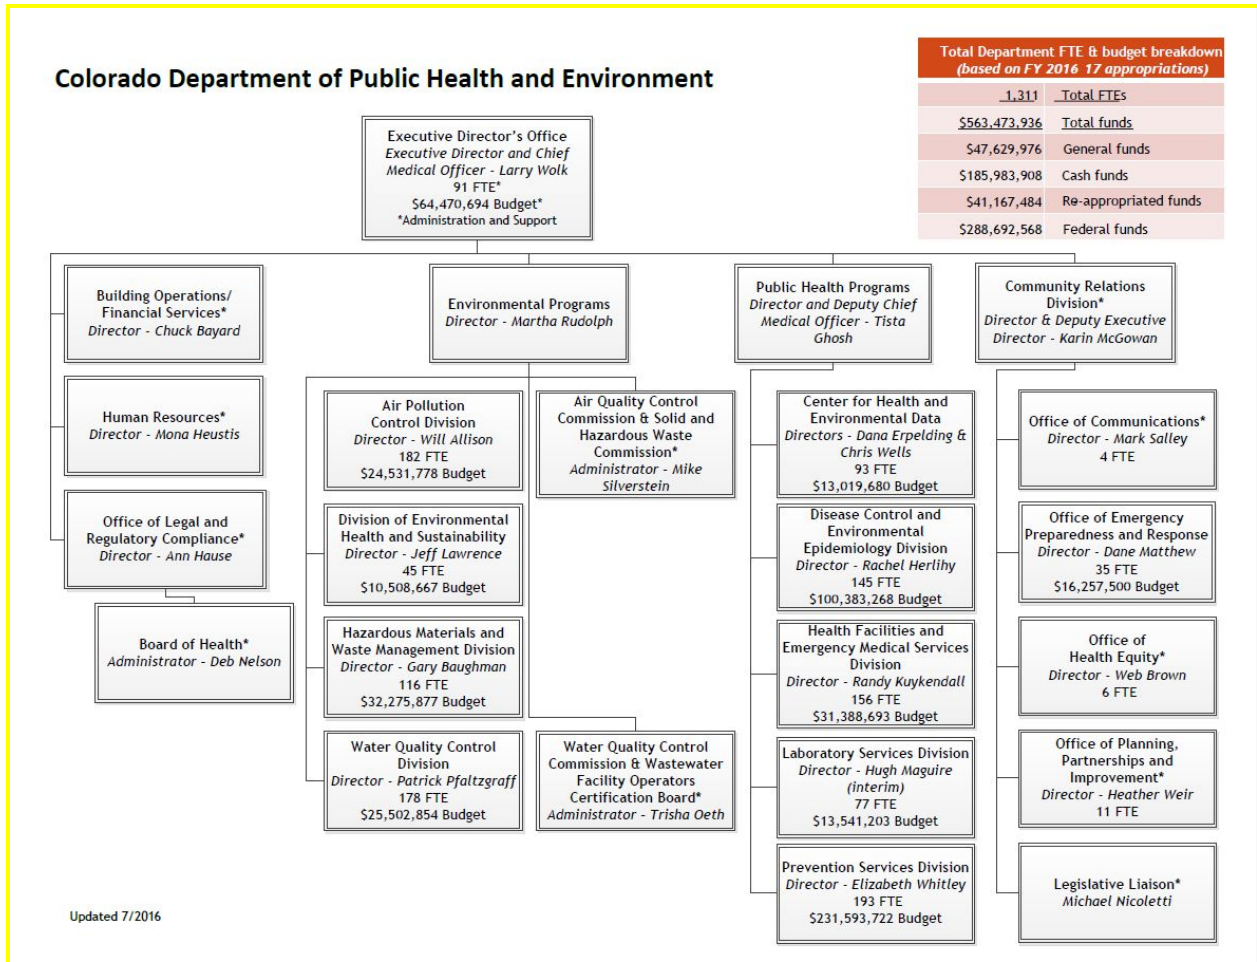 Colorado Department of Public Health and Environment
Total Department FTE & budget breakdown
(based on FY 2016 17 appropriations)
1,311 Total FTEs
$563,473,936 Total funds
$47,629,976 General funds
$185,983,908 Cash funds
$41,167,484 Re-appropriated funds
$288,692,568 Federal funds
Executive Director's Office
Executive Director and Chief
Medical Officer - Larry Wolk
91 FTE*
$64,470,694 Budget*
*Administration and Support
Building Operations/
Financial Services*
Director - Chuck Bayard
Human Resources*
Director - Mona Heustis
Office of Legal and
Regulatory Compliance*
Director - Ann Hause
Board of Health*
Administrator - Deb Nelson
Environmental Programs
Director - Martha Rudolph
Air Pollution
Control Division
Director - Will Allison
182 FTE
$24,531,778 Budget
Division of Environmental
Health and Sustainability
Director - Jeff Lawrence
45 FTE
$10,508,667 Budget
Hazardous Materials and
Waste Management Division
Director - Gary Baughman
116 FTE
$32,275,877 Budget
Water Quality Control
Division
Director - Patrick Pfaltzgraff
178 FTE
$25,502,854 Budget
Air Quality Control
Commission & Solid and
Hazardous Waste
Commission*
Administrator - Mike
Silverstein
Water Quality Control
Commission & Wastewater
Facility Operators
Certification Board*
Administrator - Trisha Oeth
Public Health Programs
Director and Deputy Chief
Medical Officer - Tista
Ghosh
Center for Health and
Environmental Data
Directors - Dana Erpelding &
Chris Wells
93 FTE
$13,019,680 Budget
Disease Control and
Environmental
Epidemiology Division
Director - Rachel Herlihy
145 FTE
$100,383,268 Budget
Health Facilities and
Emergency Medical Services
Division
Director - Randy Kuykendall
156 FTE
$31,388,693 Budget
Laboratory Services Division
Director - Hugh Maguire
(interim)
77 FTE
$13,541,203 Budget
Prevention Services Division
Director - Elizabeth Whitley
193 FTE
$231,593,722 Budget
Community Relations
Division*
Director & Deputy Executive
Director - Karin McGowan
Office of Communications*
Director - Mark Salley
4 FTE
Office of Emergency
Preparedness and Response
Director - Dane Matthew
35 FTE
$16,257,500 Budget
Office of
Health Equity*
Director - Web Brown
6 FTE
Office of Planning,
Partnerships and
Improvement*
Director - Heather Weir
11 FTE
Legislative Liaison*
Michael Nicoletti
Updated 7/2016